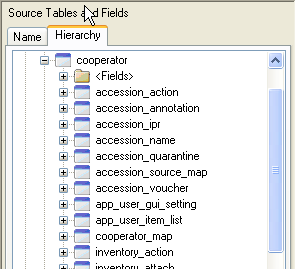 Source Tables and Fields
Name
Hierarchy
cooperator
<Fields>
accession_action
accession_annotation
accession_ipr
accession_name
accession_quarantine
accession_source_map
accession_voucher
app_user_gui_setting
app_user_item_list
cooperator_map
inventory_action
inventory_attach